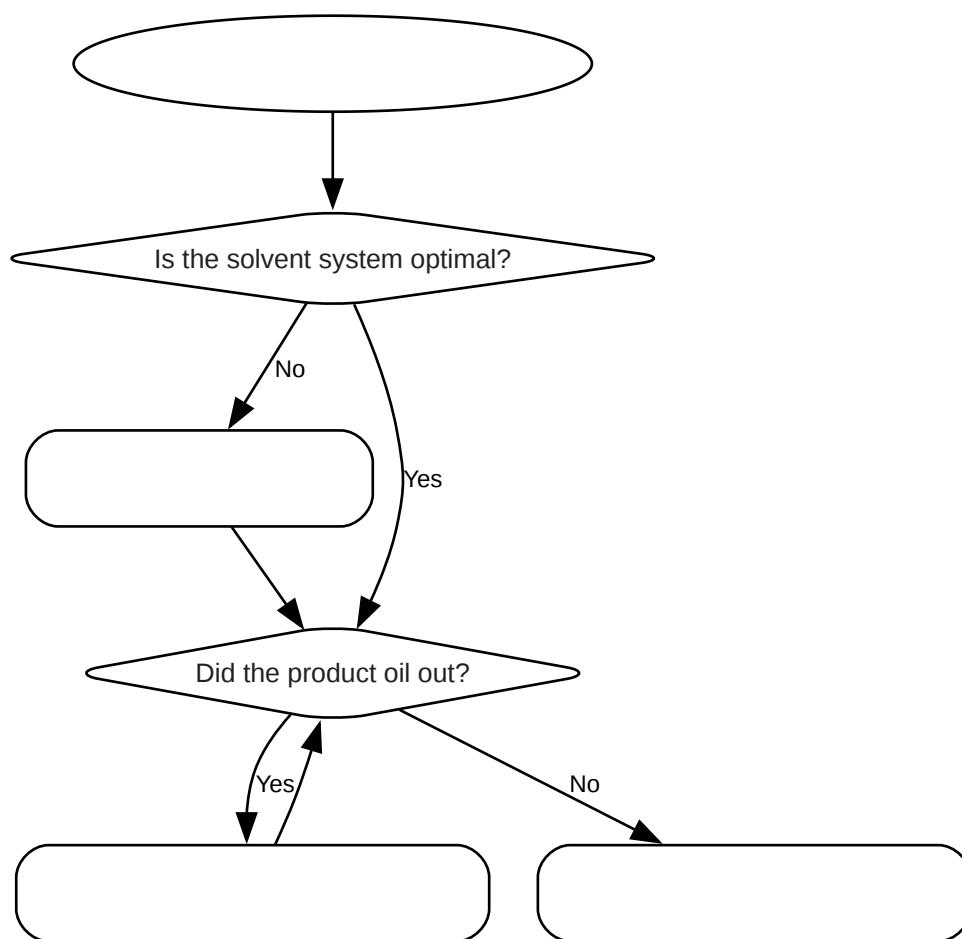 Is the solvent system optimal?
No
Yes
Did the product oil out?
Yes
No